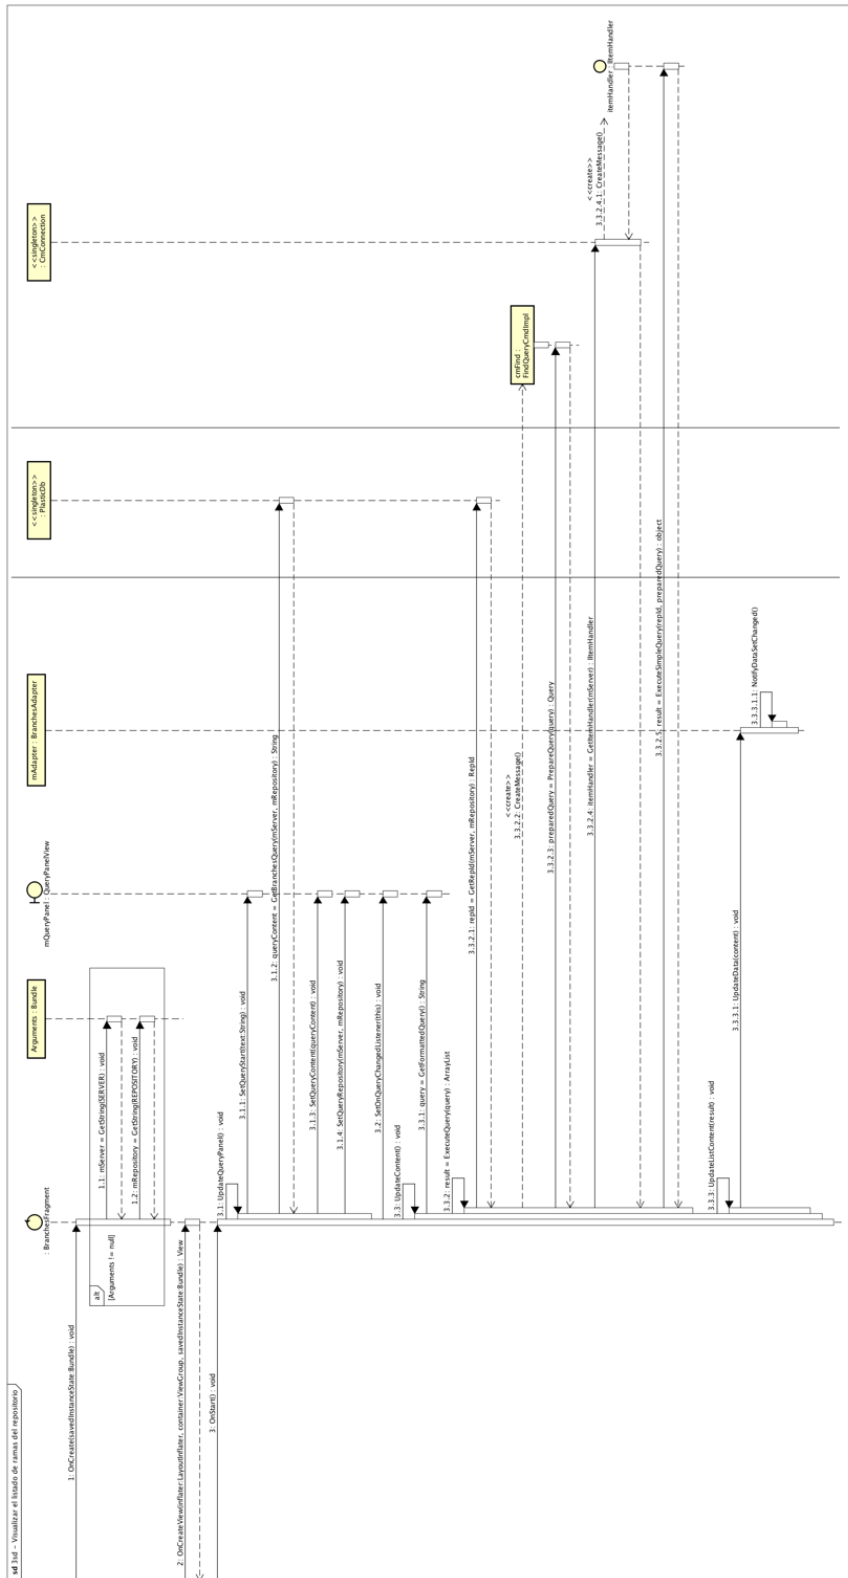 sd 3sd – Visualizar el listado de ramas del repositorio
: BranchesFragment
Arguments : Bundle
mQueryPanel : QueryPanelView
mAdapter : BranchesAdapter
<<singleton>>
: PlasticDb
<<singleton>>
: CmConnection
1: OnCreate(savedInstanceState:Bundle) : void
alt
[Arguments != null]
1.1: mServer = GetString(SERVER) : void
1.2: mRepository = GetString(REPOSITORY) : void
2: OnCreateView(inflater:LayoutInflater, container:ViewGroup, savedInstanceState:Bundle) : View
3: OnStart() : void
3.1: UpdateQueryPanel() : void
3.1.1: SetQueryStart(text:String) : void
3.1.2: queryContent = GetBranchesQuery(mServer, mRepository) : String
3.1.3: SetQueryContent(queryContent) : void
3.1.4: SetQueryRepository(mServer, mRepository) : void
3.2: SetOnQueryChangedListener(this) : void
3.3: UpdateContent() : void
3.3.1: query = GetFormattedQuery() : String
3.3.2: result = ExecuteQuery(query) : ArrayList
3.3.2.1: repId = GetRepId(mServer, mRepository) : RepId
<<create>>
3.3.2.2: CreateMessage()
cmFind :
FindQueryCmdImpl
3.3.2.3: preparedQuery = PrepareQuery(query) : Query
3.3.2.4: itemHandler = GetItemHandler(mServer) : IItemHandler
<<create>>
3.3.2.4.1: CreateMessage()
itemHandler : IItemHandler
3.3.2.5: result = ExecuteSimpleQuery(repId, preparedQuery) : object
3.3.3: UpdateListContent(result) : void
3.3.3.1: UpdateData(content) : void
3.3.3.1.1: NotifyDataSetChanged()